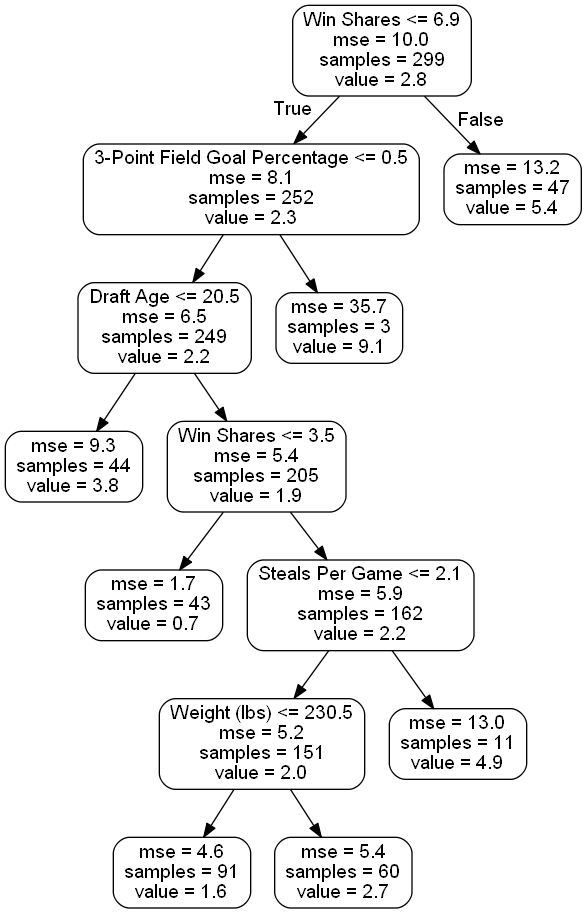 Win Shares <= 6.9
mse = 10.0
samples = 299
value = 2.8
True
False
3-Point Field Goal Percentage <= 0.5
mse = 8.1
samples = 252
value = 2.3
mse = 13.2
samples = 47
value = 5.4
Draft Age <= 20.5
mse = 6.5
samples = 249
value = 2.2
mse = 35.7
samples = 3
value = 9.1
mse = 9.3
samples = 44
value = 3.8
Win Shares <= 3.5
mse = 5.4
samples = 205
value = 1.9
mse = 1.7
samples = 43
value = 0.7
Steals Per Game <= 2.1
mse = 5.9
samples = 162
value = 2.2
Weight (lbs) <= 230.5
mse = 5.2
samples = 151
value = 2.0
mse = 13.0
samples = 11
value = 4.9
mse = 4.6
samples = 91
value = 1.6
mse = 5.4
samples = 60
value = 2.7